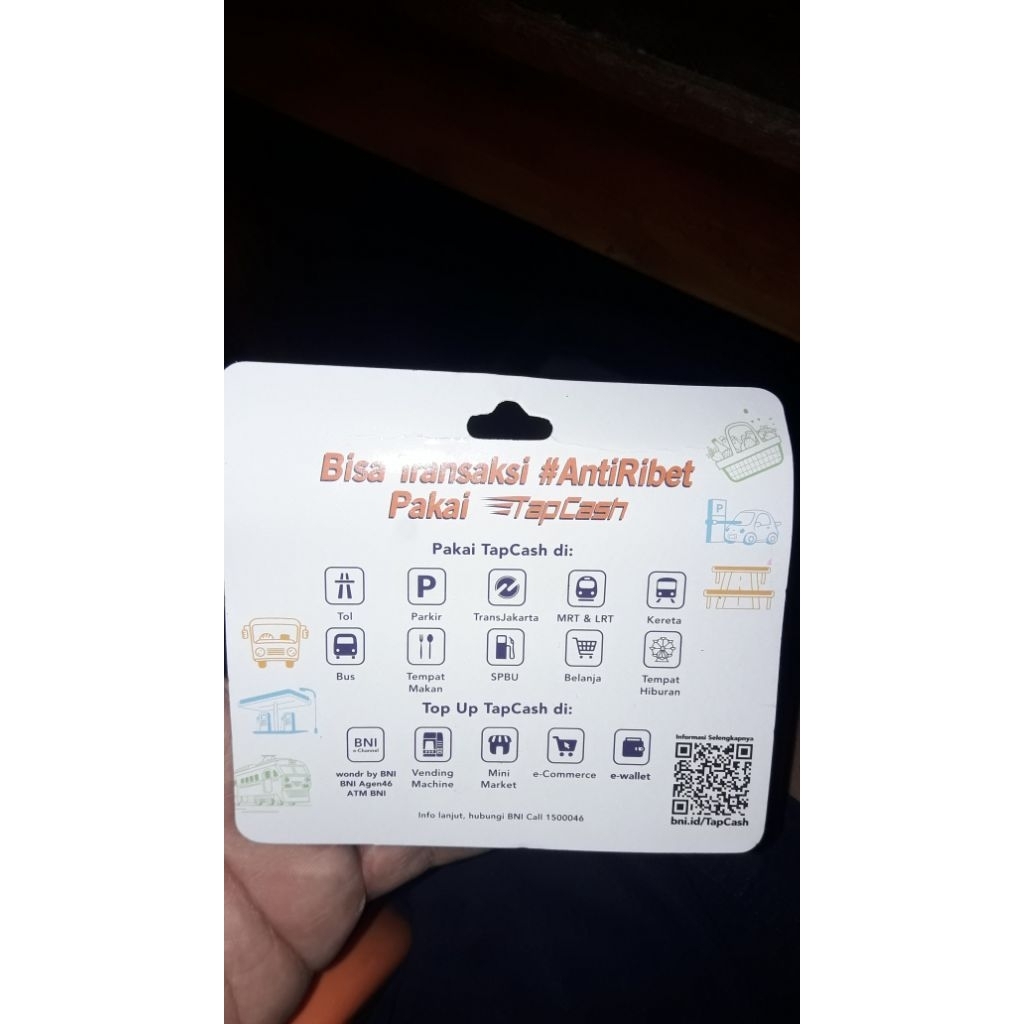 Bisa Transaksi #AntiRibet
Pakai TapCash
P
Pakai TapCash di:
P
Tol
Parkir
TransJakarta
MRT & LRT
Kereta
Bus
Tempat
Makan
SPBU
Belanja
Tempat
Hiburan
Top Up TapCash di:
BNI
e-Channel
wondr by BNI
BNI Agen46
ATM BNI
Vending
Machine
Mini
Market
e-Commerce
e-wallet
Informasi Selengkapnya
bni.id/TapCash
Info lanjut, hubungi BNI Call 1500046